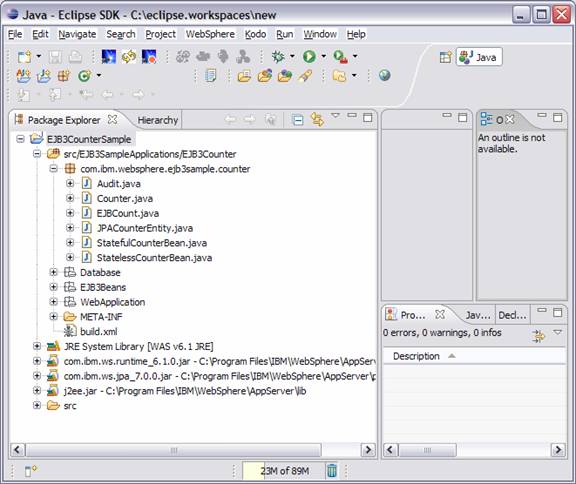 Java - Eclipse SDK - C:\eclipse.workspaces\new
File Edit Navigate Search Project WebSphere Kodo Run Window Help
Java
Package Explorer Hierarchy
EJB3CounterSample
src/EJB3SampleApplications/EJB3Counter
com.ibm.websphere.ejb3sample.counter
Audit.java
Counter.java
EJBCount.java
JPACounterEntity.java
StatefulCounterBean.java
StatelessCounterBean.java
Database
EJB3Beans
WebApplication
META-INF
build.xml
JRE System Library [WAS v6.1 JRE]
com.ibm.ws.runtime_6.1.0.jar - C:\Program Files\IBM\WebSphere\AppServer\
com.ibm.ws.jpa_7.0.0.jar - C:\Program Files\IBM\WebSphere\AppServer\p
j2ee.jar - C:\Program Files\IBM\WebSphere\AppServer\lib
src
O
An outline is not
available.
Pro... Jav... Decl...
0 errors, 0 warnings, 0 infos
Description
23M of 89M